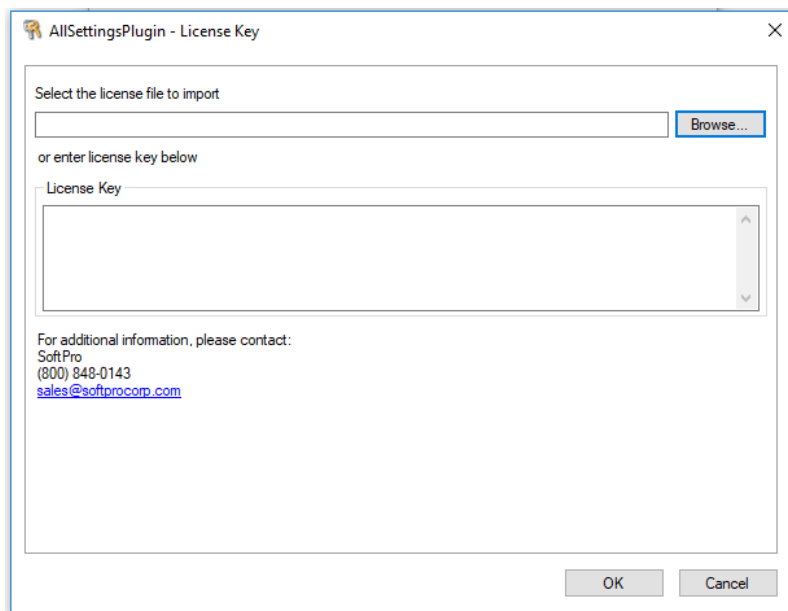 AllSettingsPlugin - License Key
Select the license file to import
Browse...
or enter license key below
License Key
For additional information, please contact:
SoftPro
(800) 848-0143
sales@softprocorp.com
OK
Cancel